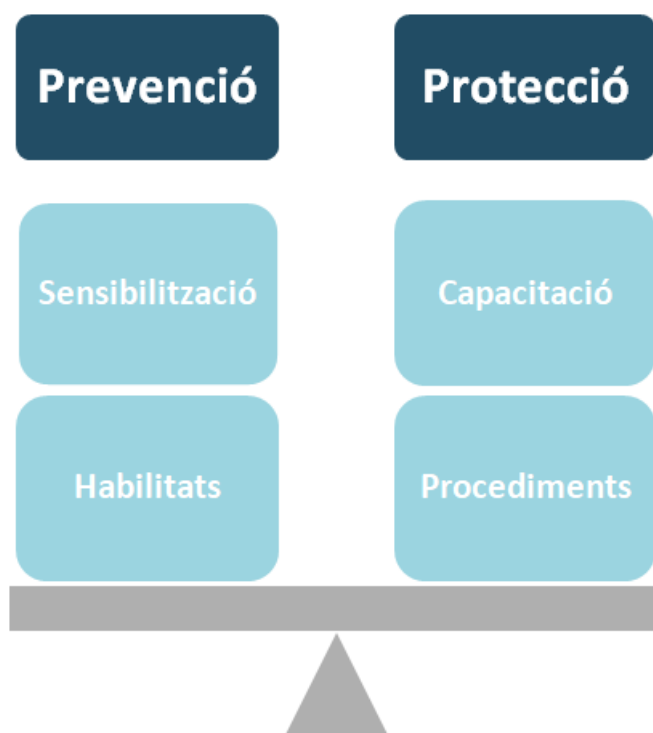 Prevenció
Protecció
Sensibilització
Capacitació
Habilitats
Procediments